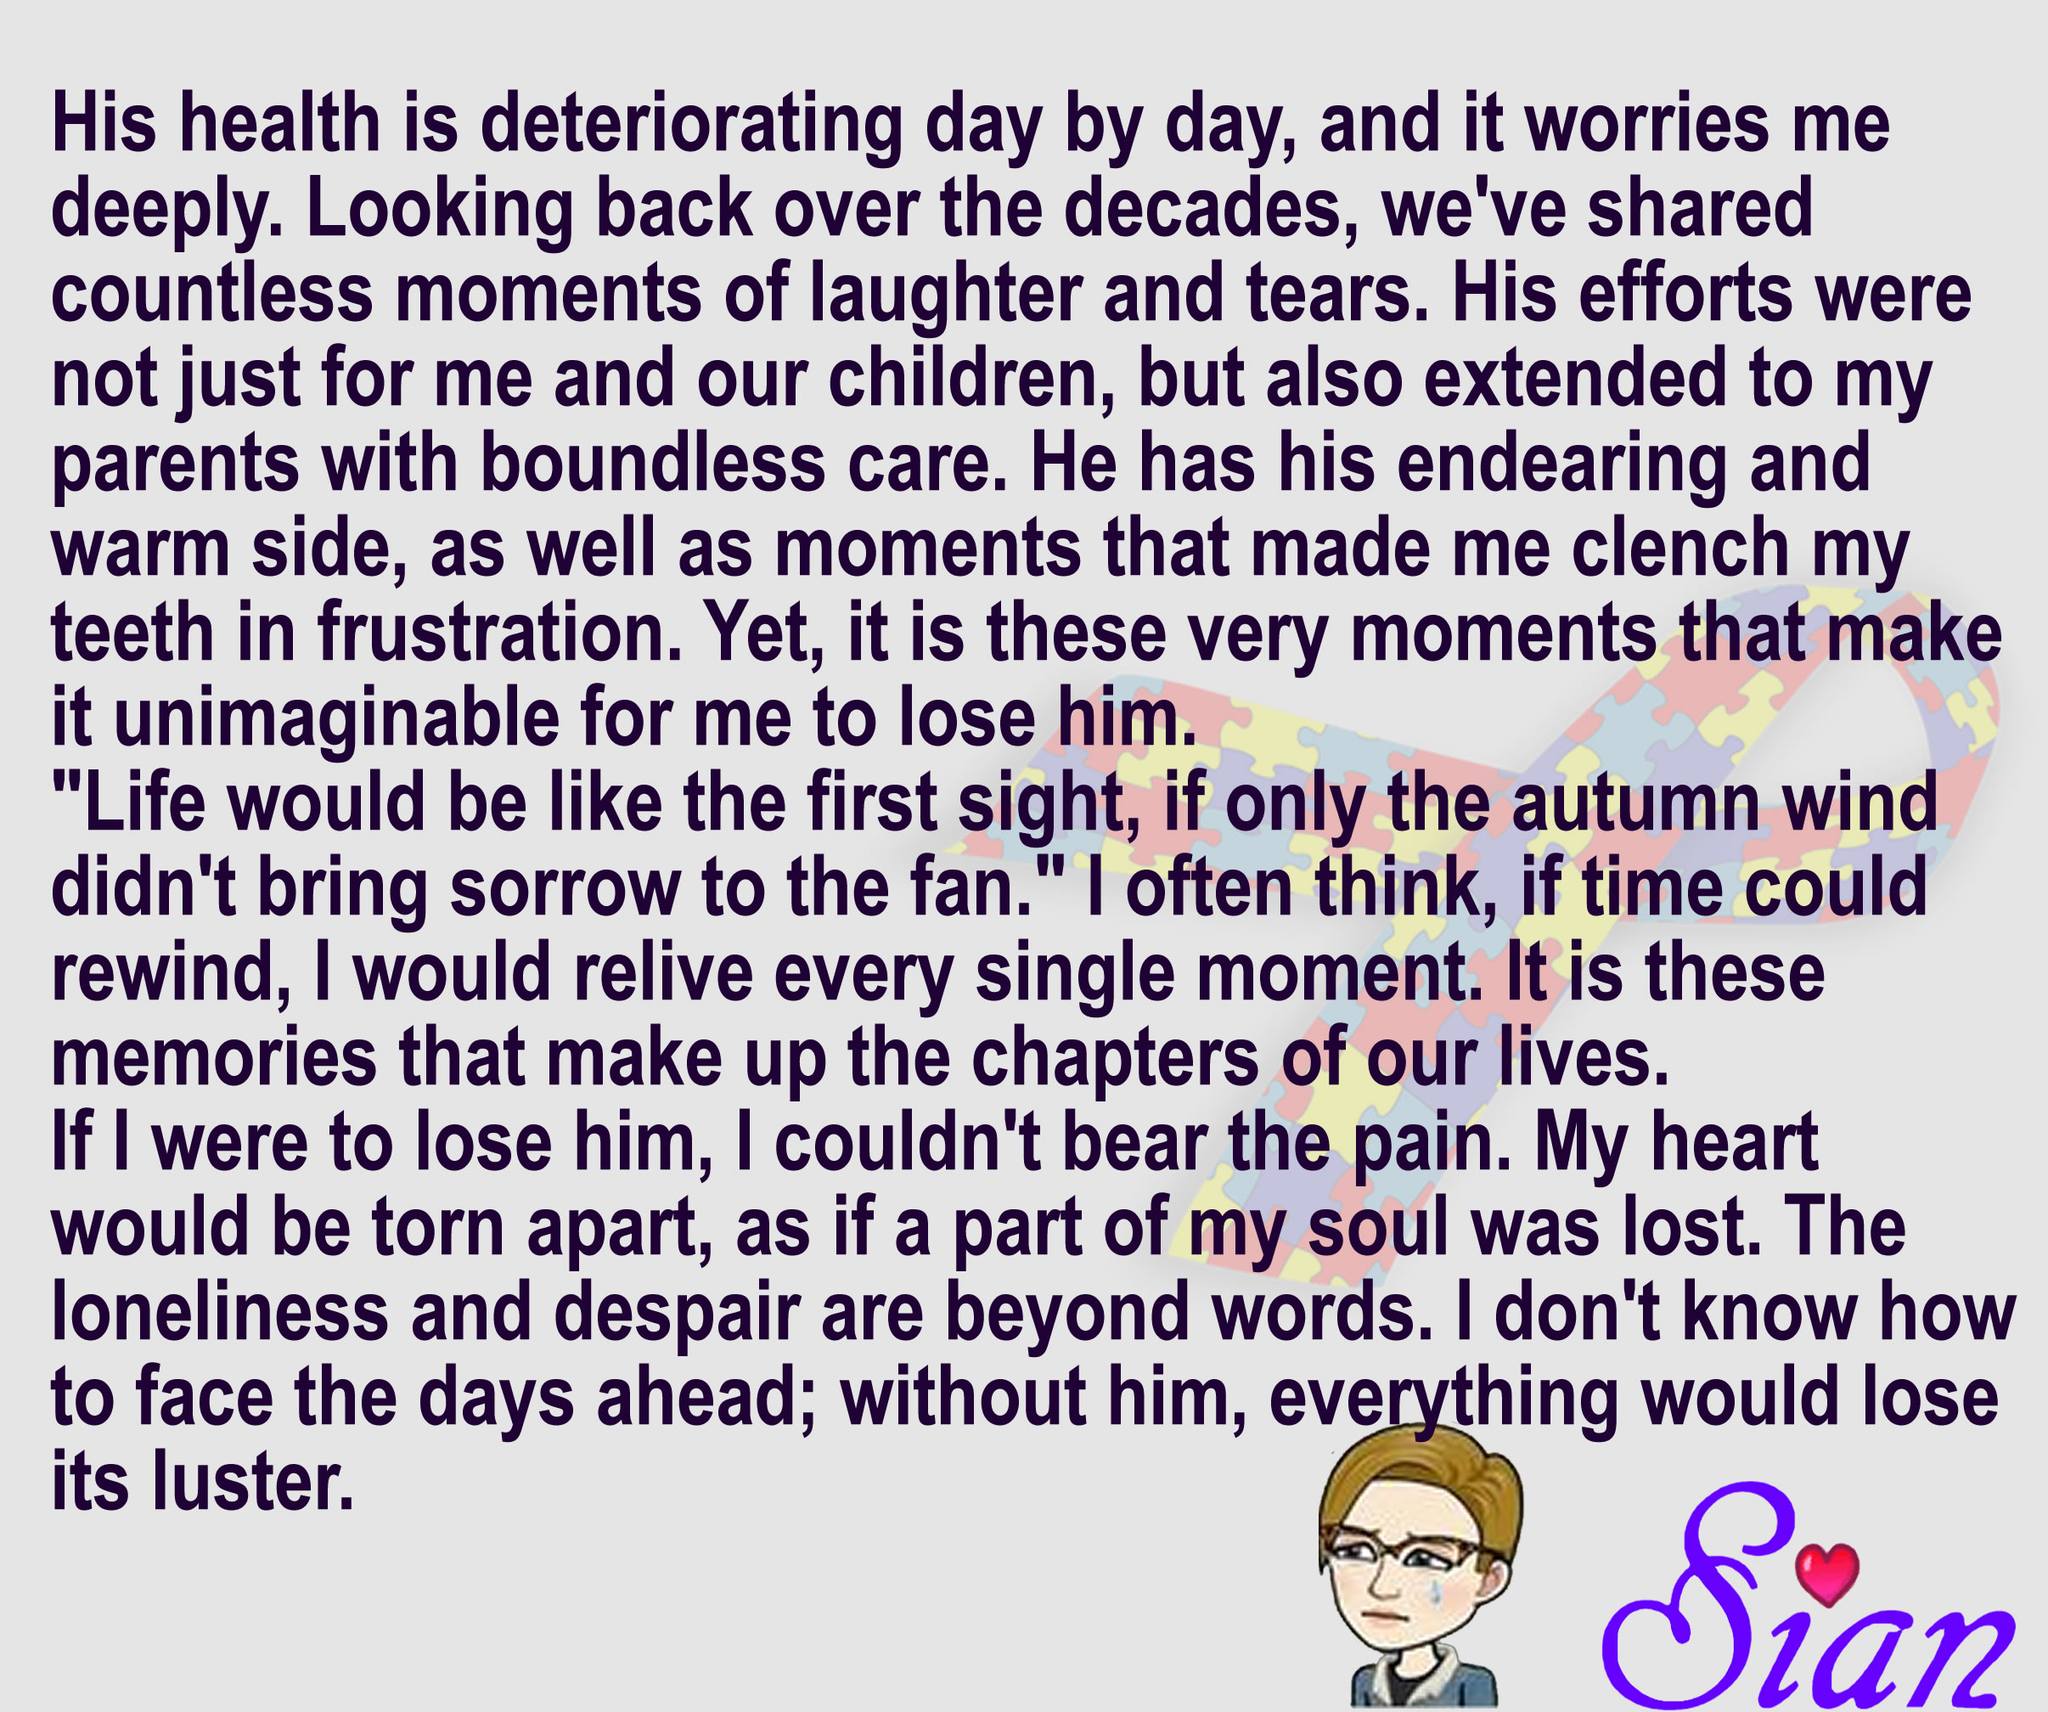 His health is deteriorating day by day, and it worries me
deeply. Looking back over the decades, we've shared
countless moments of laughter and tears. His efforts were
not just for me and our children, but also extended to my
parents with boundless care. He has his endearing and
warm side, as well as moments that made me clench my
teeth in frustration. Yet, it is these very moments that make
it unimaginable for me to lose him.
"Life would be like the first sight, if only the autumn wind
didn't bring sorrow to the fan." I often think, if time could
rewind, I would relive every single moment. It is these
memories that make up the chapters of our lives.
If I were to lose him, I couldn't bear the pain. My heart
would be torn apart, as if a part of my soul was lost. The
loneliness and despair are beyond words. I don't know how
to face the days ahead; without him, everything would lose
its luster.
Sian